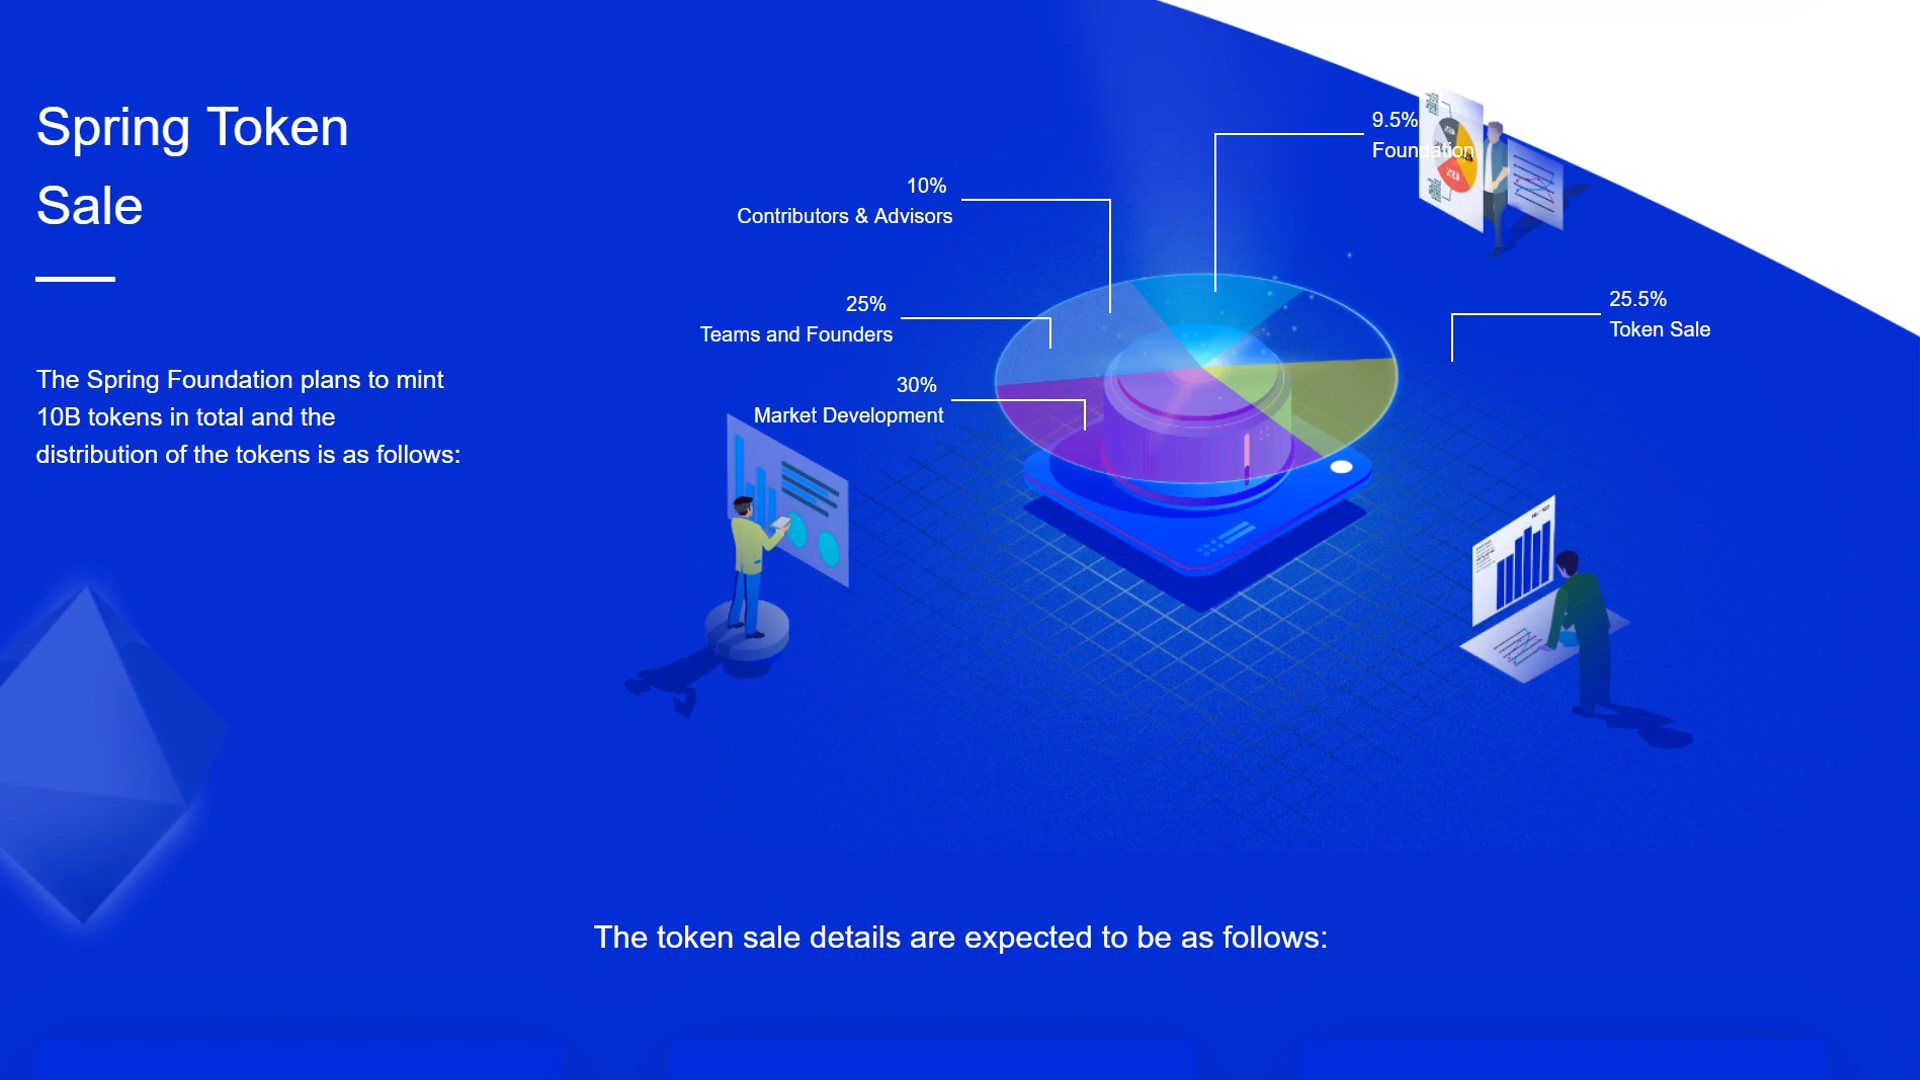 Spring Token
Sale
The Spring Foundation plans to mint
10B tokens in total and the
distribution of the tokens is as follows:
9.5%
Foundation
10%
Contributors & Advisors
25%
Teams and Founders
25.5%
Token Sale
30%
Market Development
The token sale details are expected to be as follows: